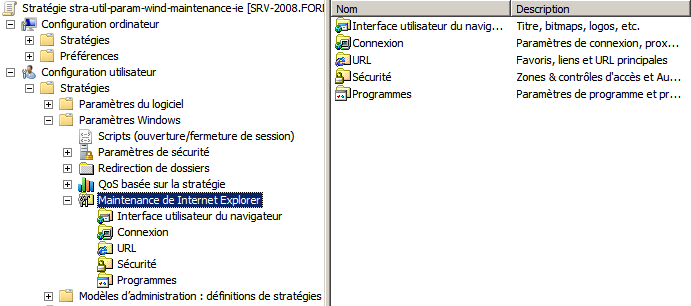 Stratégie stra-util-param-wind-maintenance-ie [SRV-2008.FORI
Configuration ordinateur
Stratégies
Préférences
Configuration utilisateur
Stratégies
Paramètres du logiciel
Paramètres Windows
Scripts (ouverture/fermeture de session)
Paramètres de sécurité
Redirection de dossiers
QoS basée sur la stratégie
Maintenance de Internet Explorer
Interface utilisateur du navigateur
Connexion
URL
Sécurité
Programmes
Modèles d'administration : définitions de stratégies
Nom Description
Interface utilisateur du navig... Titre, bitmaps, logos, etc.
Connexion Paramètres de connexion, prox...
URL Favoris, liens et URL principales
Sécurité Zones & contrôles d'accès et Au...
Programmes Paramètres de programme et pr...